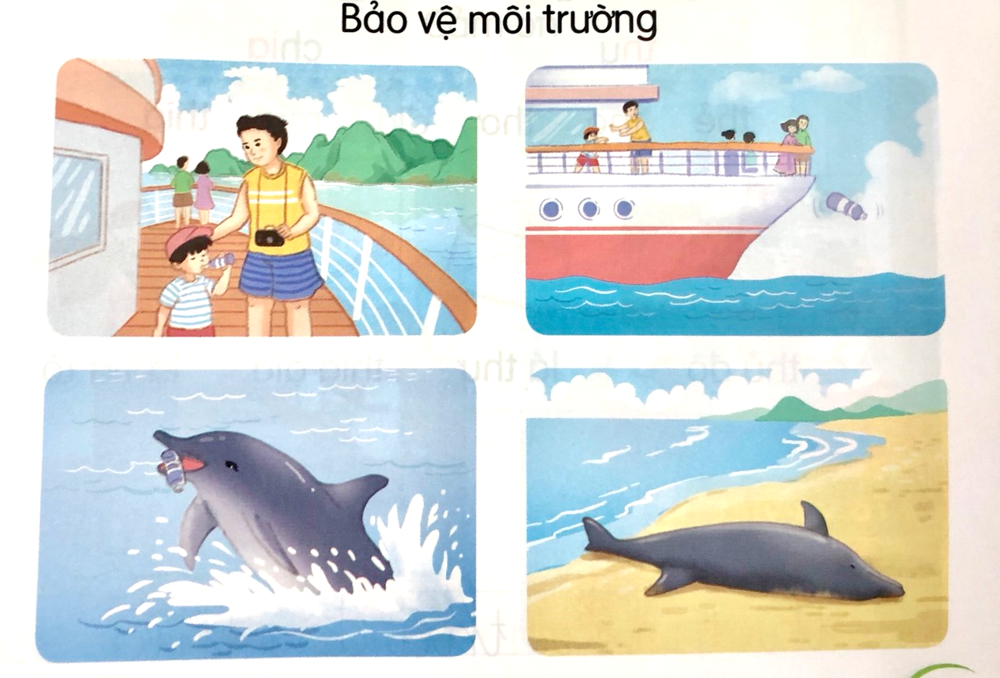 Bảo vệ môi trường